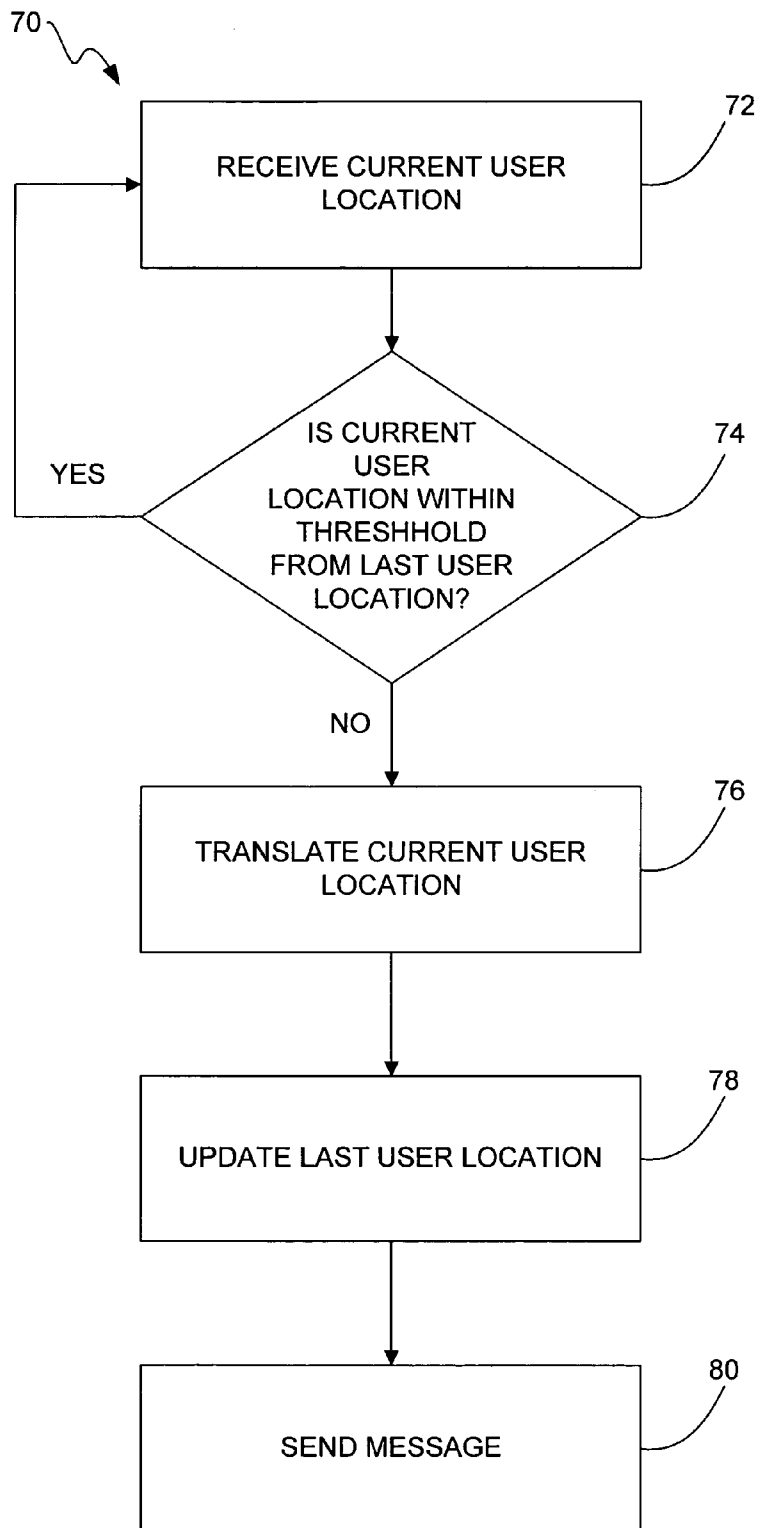 70
72
RECEIVE CURRENT USER
LOCATION
74
IS CURRENT
USER
LOCATION WITHIN
THRESHHOLD
FROM LAST USER
LOCATION?
YES
NO
76
TRANSLATE CURRENT USER
LOCATION
78
UPDATE LAST USER LOCATION
80
SEND MESSAGE